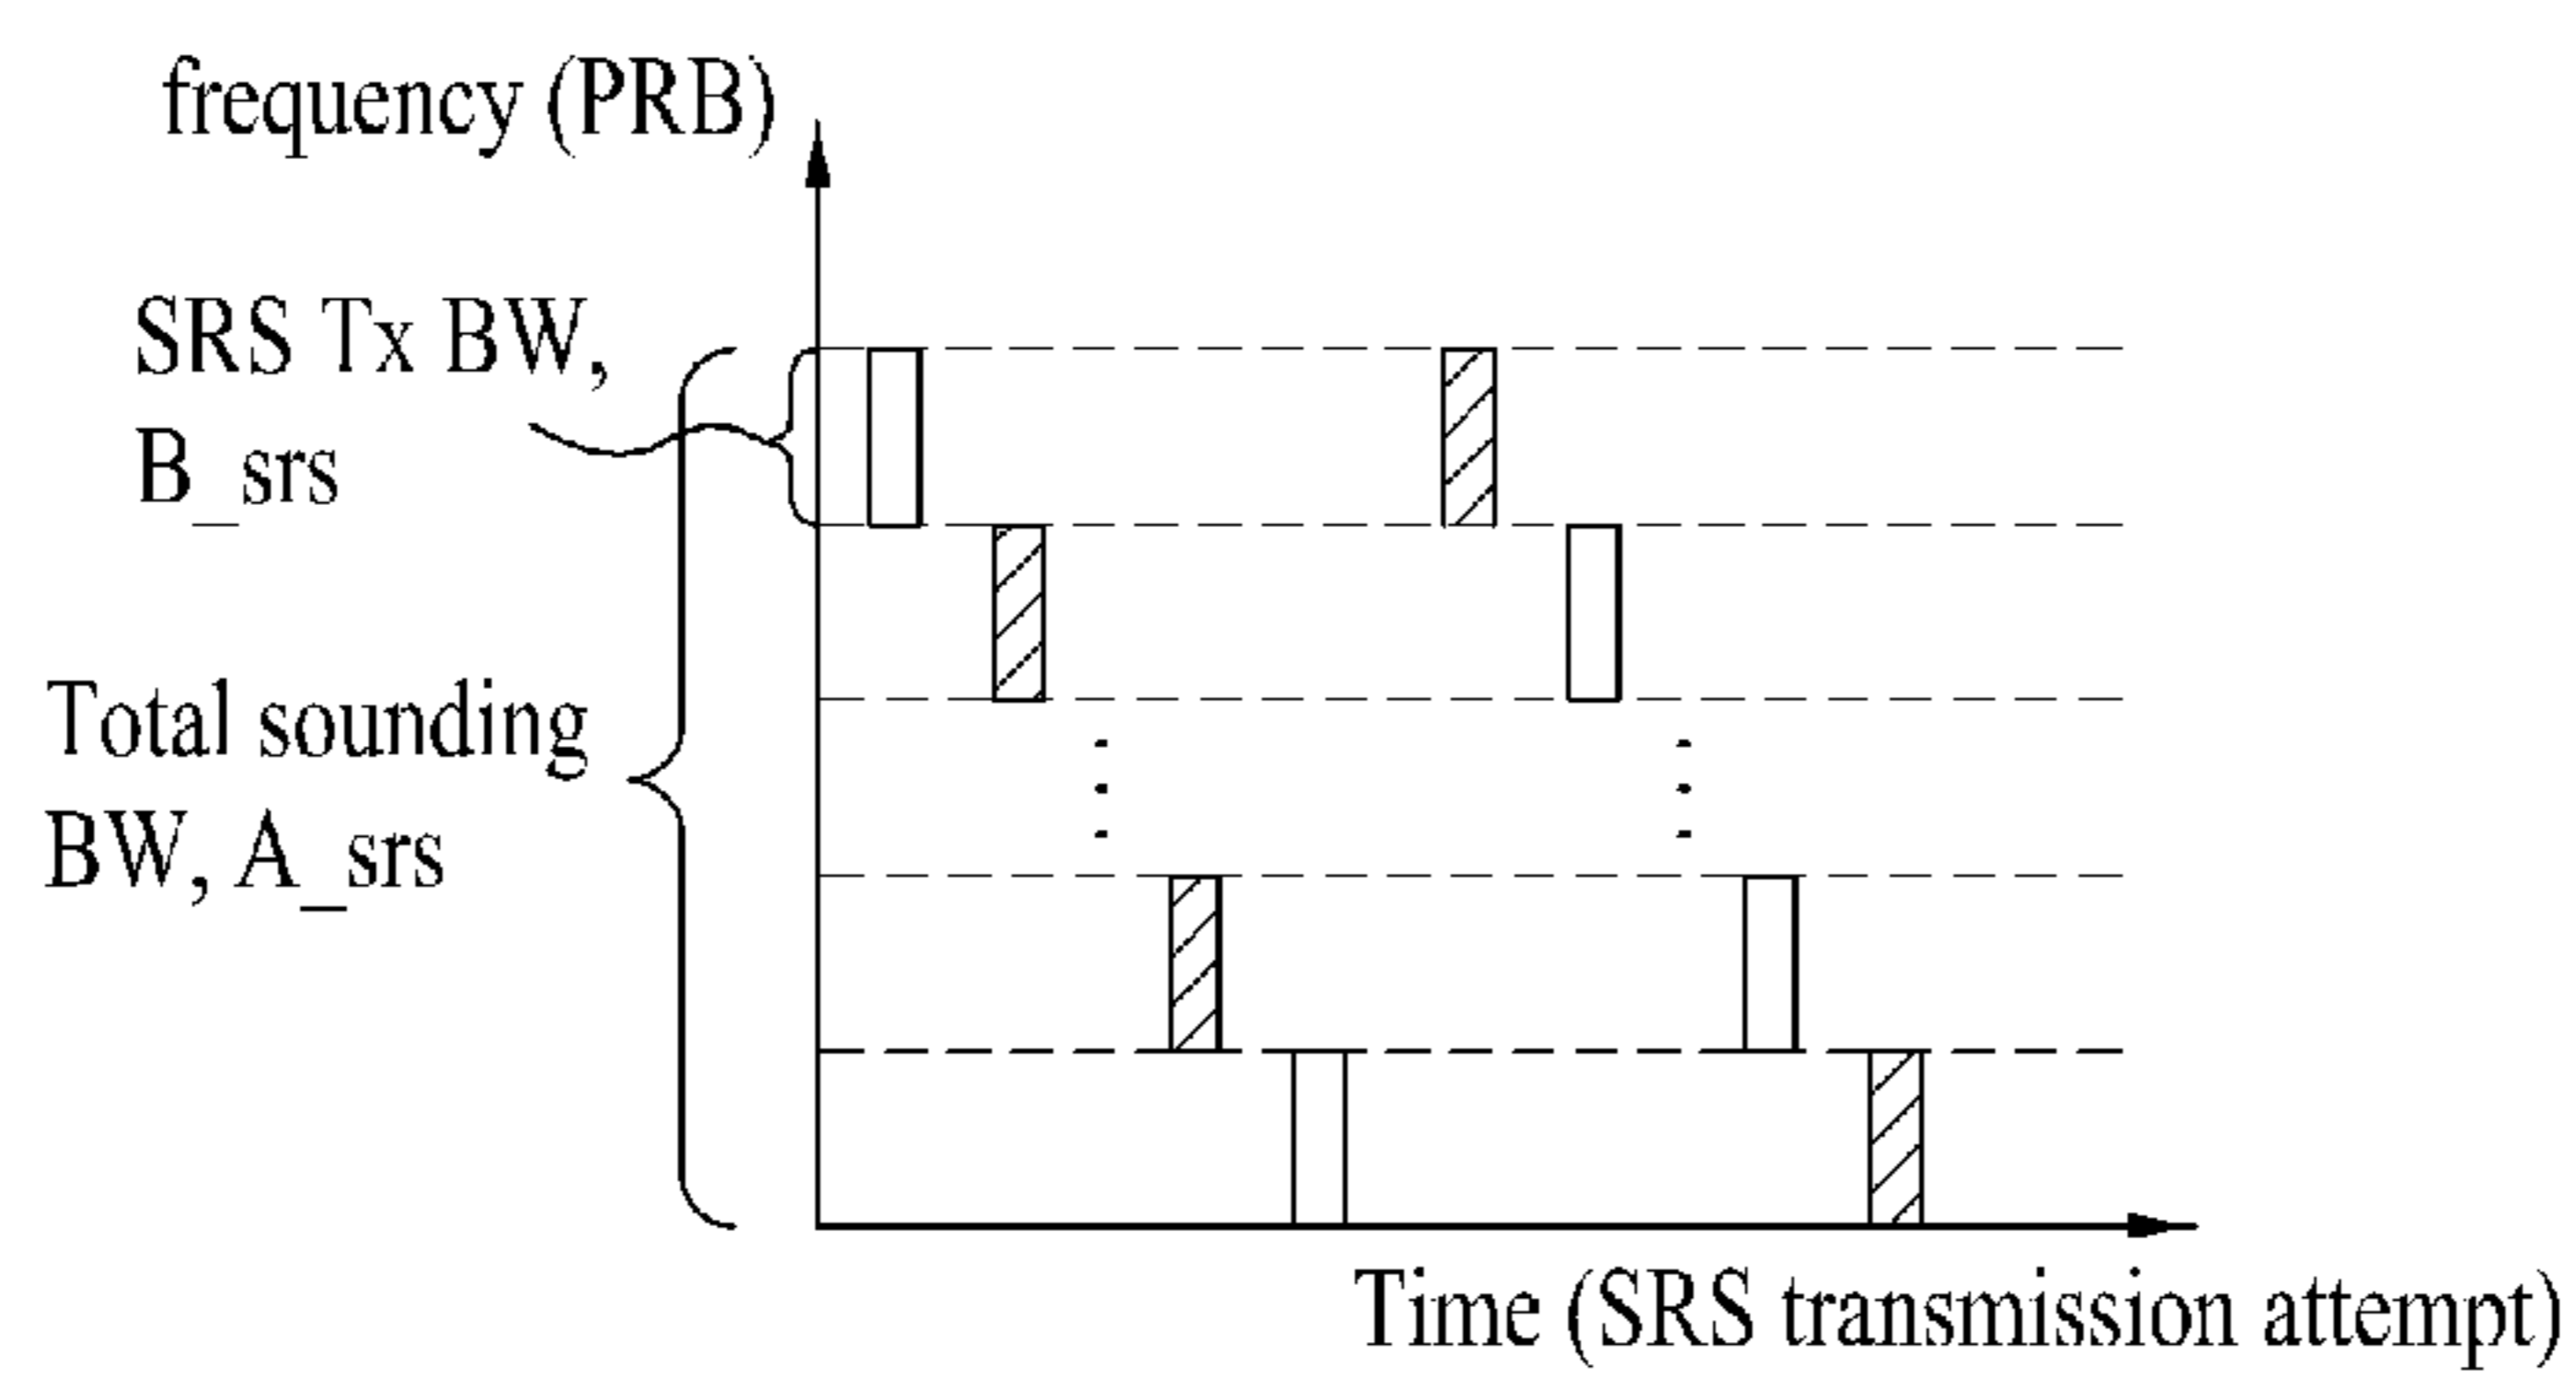 frequency (PRB)
SRS Tx BW,
B_srs
Total sounding
BW, A_srs
Time (SRS transmission attempt)